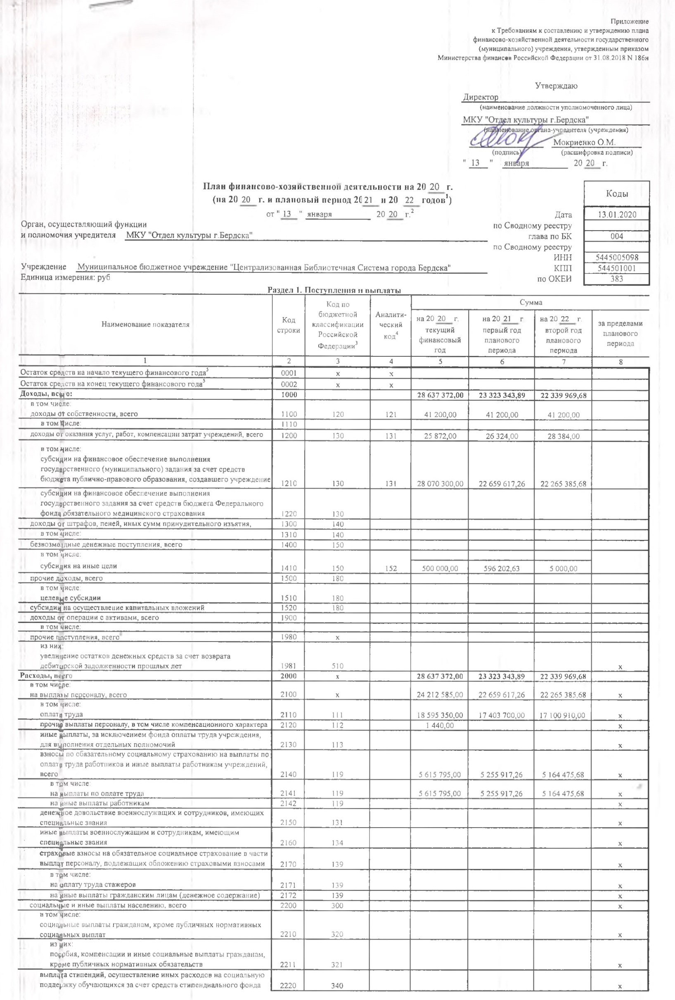 Приложение
к Требованиям к составлению и утверждению плана
финансово-хозяйственной деятельности государственного
(муниципального) учреждения, утвержденным приказом
Министерства финансов Российской Федерации от 31.08.2018 N 186н
Утверждаю
Директор
(наименование должности уполномоченного лица)
МКУ "Отдел культуры г.Бердска"
(наименование органа-учредителя (учреждения)
Мокриенко О.М.
(подпись) (расшифровка подписи)
" 13 " января 20 20 г.
План финансово-хозяйственной деятельности на 20 20 г.
(на 20 20 г. и плановый период 2021 и 20 22 годов¹)
от " 13 " января 20 20 г.²
Коды
Дата 13.01.2020
Орган, осуществляющий функции по Сводному реестру
и полномочия учредителя МКУ "Отдел культуры г.Бердска" глава по БК 004
по Сводному реестру
ИНН 5445005098
Учреждение Муниципальное бюджетное учреждение "Централизованная Библиотечная Система города Бердска" КПП 544501001
Единица измерения: руб по ОКЕИ 383
Раздел 1. Поступления и выплаты
Наименование показателя Код строки Код по бюджетной классификации Российской Федерации³ Аналитический код⁴ Сумма
на 20 20 г. текущий финансовый год на 20 21 г первый год планового периода на 20 22 г. второй год планового периода за пределами планового периода
1 2 3 4 5 6 7 8
Остаток средств на начало текущего финансового года⁵ 0001 х х
Остаток средств на конец текущего финансового года⁵ 0002 х х
Доходы, всего: 1000 28 637 372,00 23 323 343,89 22 339 969,68
в том числе:
доходы от собственности, всего 1100 120 121 41 200,00 41 200,00 41 200,00
в том числе: 1110
доходы от оказания услуг, работ, компенсации затрат учреждений, всего 1200 130 131 25 872,00 26 324,00 28 384,00
в том числе:
субсидии на финансовое обеспечение выполнения
государственного (муниципального) задания за счет средств
бюджета публично-правового образования, создавшего учреждение 1210 130 131 28 070 300,00 22 659 617,26 22 265 385,68
субсидии на финансовое обеспечение выполнения
государственного задания за счет средств бюджета Федерального
фонда обязательного медицинского страхования 1220 130
доходы от штрафов, пеней, иных сумм принудительного изъятия, 1300 140
в том числе: 1310 140
безвозмездные денежные поступления, всего 1400 150
в том числе:
субсидия на иные цели 1410 150 152 500 000,00 596 202,63 5 000,00
прочие доходы, всего 1500 180
в том числе:
целевые субсидии 1510 180
субсидии на осуществление капитальных вложений 1520 180
доходы от операции с активами, всего 1900
в том числе:
прочие поступления, всего 1980 х
из них:
увеличение остатков денежных средств за счет возврата
дебиторской задолженности прошлых лет 1981 510 х
Расходы, всего 2000 х 28 637 372,00 23 323 343,89 22 339 969,68
в том числе:
на выплаты персоналу, всего 2100 х 24 212 585,00 22 659 617,26 22 265 385,68 х
в том числе:
оплата труда 2110 111 18 595 350,00 17 403 700,00 17 100 910,00 х
прочие выплаты персоналу, в том числе компенсационного характера 2120 112 1 440,00 х
иные выплаты, за исключением фонда оплаты труда учреждения,
для выполнения отдельных полномочий 2130 113 х
взносы по обязательному социальному страхованию на выплаты по
оплате труда работников и иные выплаты работникам учреждений,
всего 2140 119 5 615 795,00 5 255 917,26 5 164 475,68 х
в том числе:
на выплаты по оплате труда 2141 119 5 615 795,00 5 255 917,26 5 164 475,68 х
на иные выплаты работникам 2142 119 х
денежное довольствие военнослужащих и сотрудников, имеющих
специальные звания 2150 131 х
иные выплаты военнослужащим и сотрудникам, имеющим
специальные звания 2160 134 х
страховые взносы на обязательное социальное страхование в части
выплат персоналу, подлежащих обложению страховыми взносами 2170 139 х
в том числе:
на оплату труда стажеров 2171 139 х
на иные выплаты гражданским лицам (денежное содержание) 2172 139 х
социальные и иные выплаты населению, всего 2200 300 х
в том числе:
социальные выплаты гражданам, кроме публичных нормативных
социальных выплат 2210 320 х
из них:
пособия, компенсации и иные социальные выплаты гражданам,
кроме публичных нормативных обязательств 2211 321 х
выплата стипендий, осуществление иных расходов на социальную
поддержку обучающихся за счет средств стипендиального фонда 2220 340 х